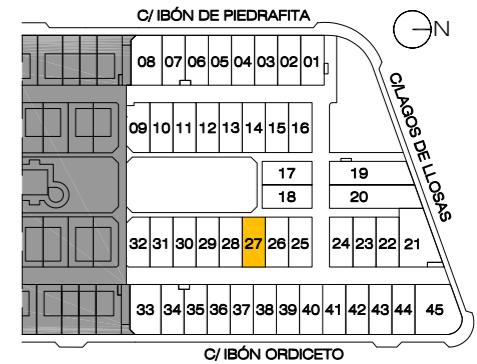 C/ IBÓN DE PIEDRAFITA
N
08 07 06 05 04 03 02 01
C/LAGOS DE LLOSAS
09 10 11 12 13 14 15 16
17 19
18 20
32 31 30 29 28 27 26 25 24 23 22 21
33 34 35 36 37 38 39 40 41 42 43 44 45
C/ IBÓN ORDICETO